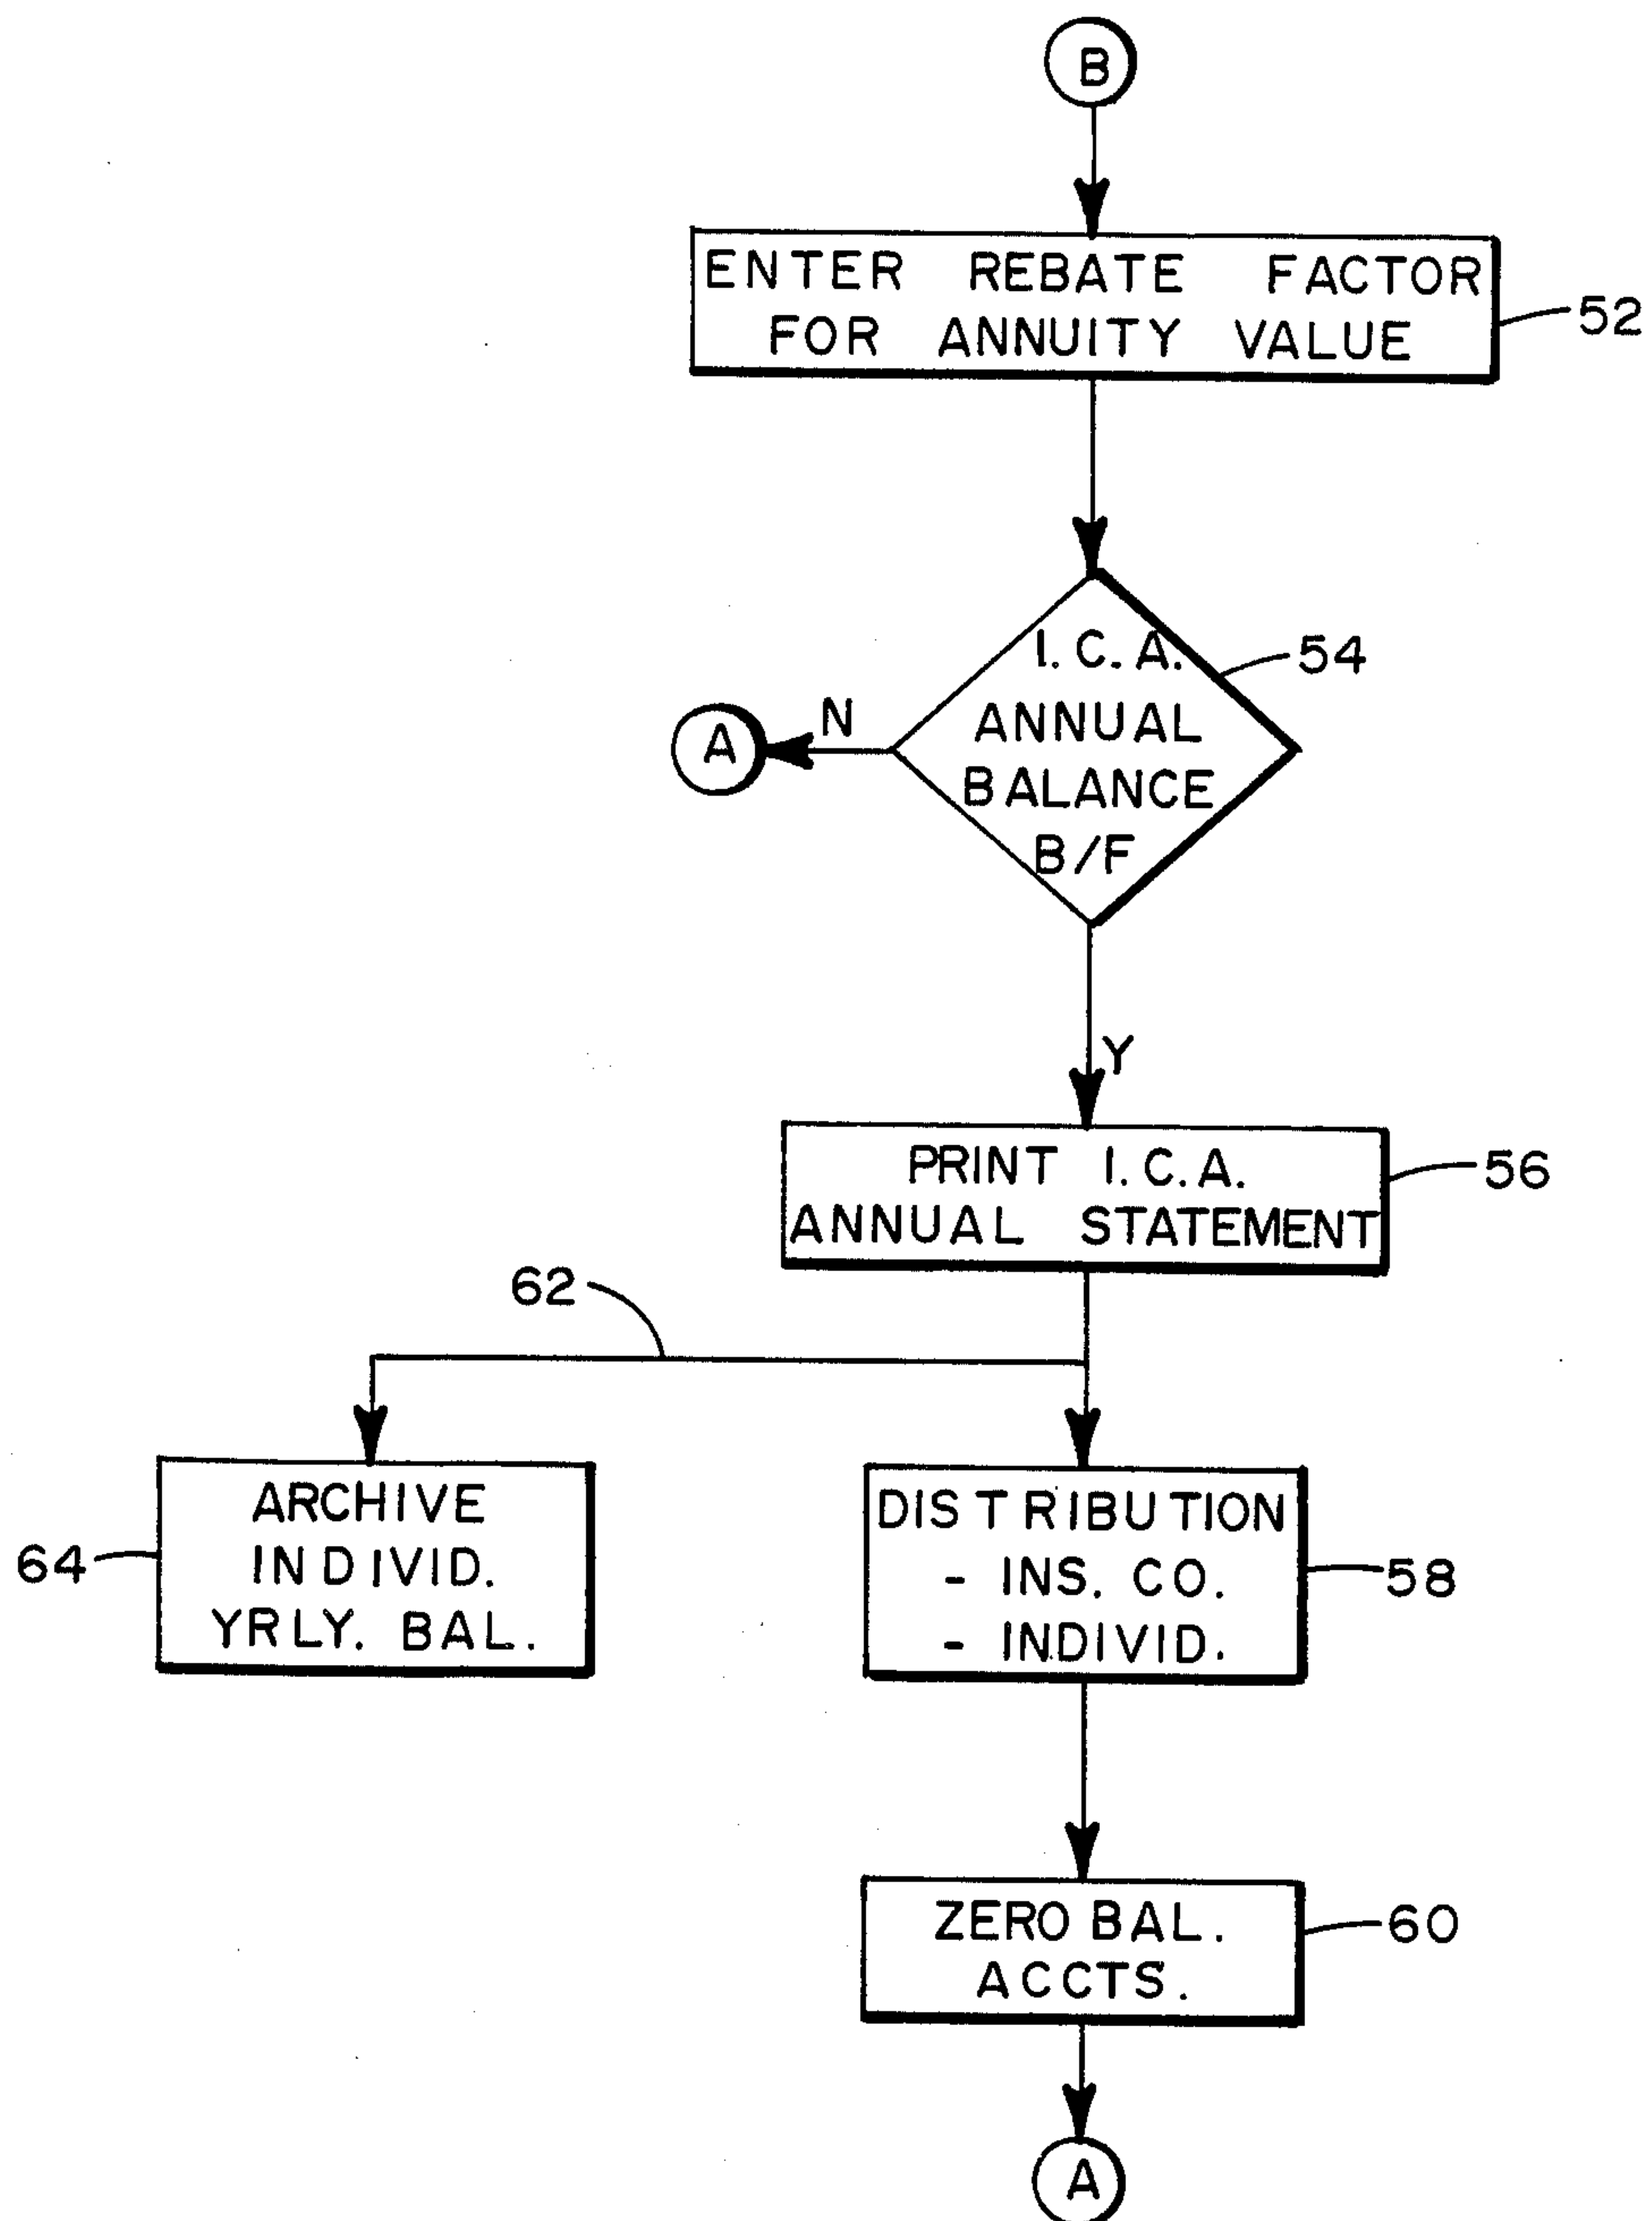 B
ENTER REBATE FACTOR
FOR ANNUITY VALUE
52
I. C. A.
ANNUAL
BALANCE
B/F
54
N
A
Y
PRINT I.C.A.
ANNUAL STATEMENT
56
62
ARCHIVE
INDIVID.
YRLY. BAL.
64
DISTRIBUTION
- INS. CO.
- INDIVID.
58
ZERO BAL.
ACCTS.
60
A